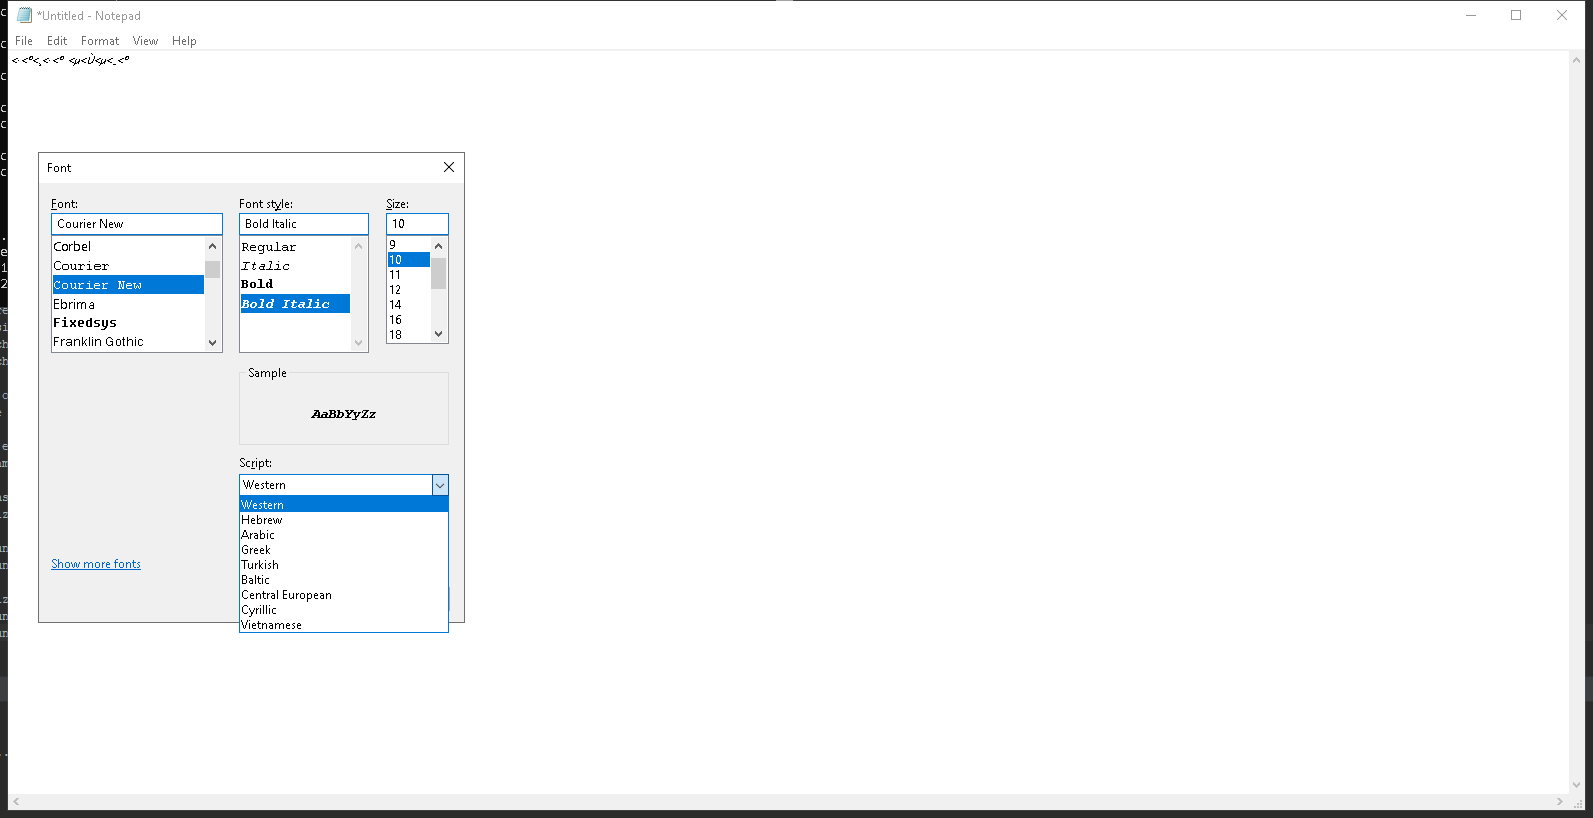 *Untitled - Notepad
File Edit Format View Help
Font
Font:
Font style:
Size:
Courier New
Bold Italic
10
Corbel
Courier
Courier New
Ebrima
Fixedsys
Franklin Gothic
Regular
Italic
Bold
Bold Italic
9
10
11
12
14
16
18
Sample
AaBbYyZz
Script:
Western
Western
Hebrew
Arabic
Greek
Turkish
Baltic
Central European
Cyrillic
Vietnamese
Show more fonts